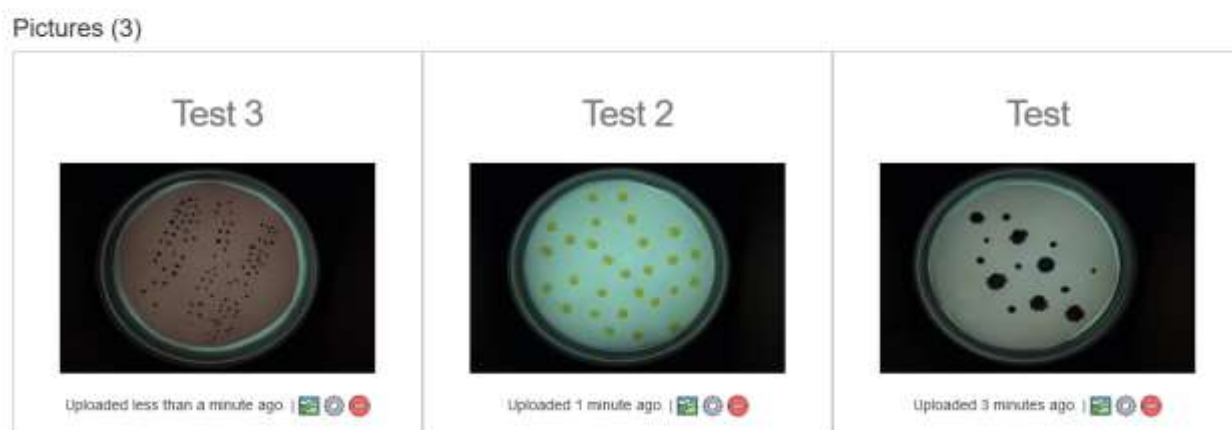 Pictures (3)
Test 3
Test 2
Test
Uploaded less than a minute ago |
Uploaded 1 minute ago |
Uploaded 3 minutes ago |